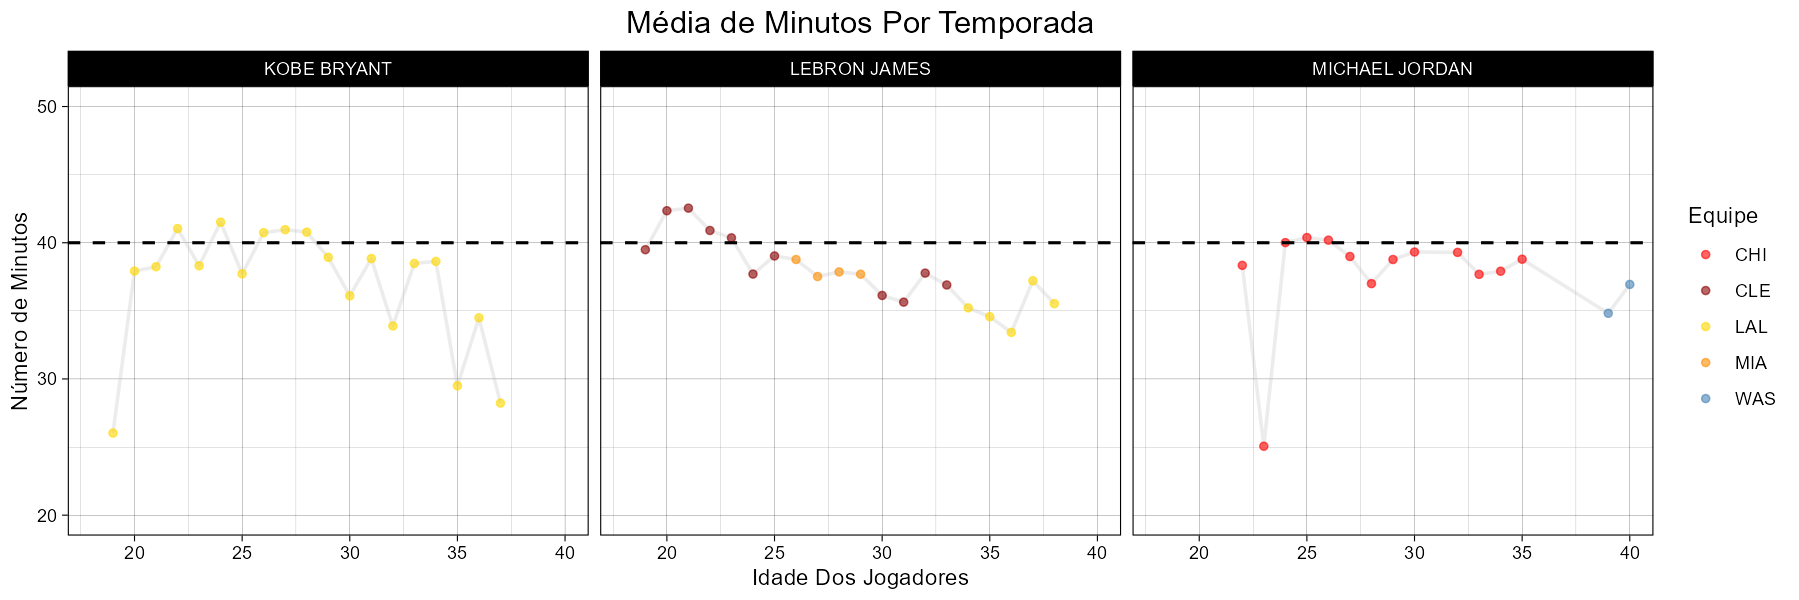 Média de Minutos Por Temporada
KOBE BRYANT
LEBRON JAMES
MICHAEL JORDAN
Número de Minutos
50
40
30
20
20 25 30 35 40
20 25 30 35 40
20 25 30 35 40
Idade Dos Jogadores
Equipe
CHI
CLE
LAL
MIA
WAS